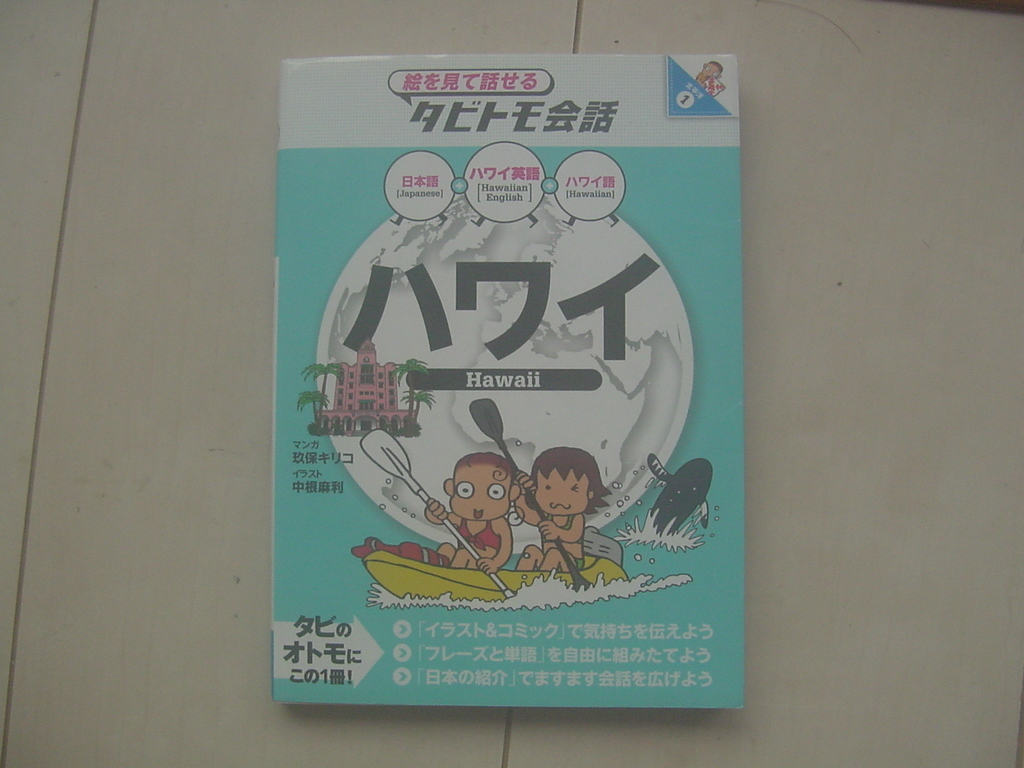 絵を見て話せる
タビトモ会話
1
日本語
[Japanese]
ハワイ英語
[Hawaiian
English]
ハワイ語
[Hawaiian]
ハワイ
Hawaii
マンガ
玖保キリコ
イラスト
中根麻利
タビの
オトモに
この1冊!
「イラスト&コミック」で気持ちを伝えよう
「フレーズと単語」を自由に組みたてよう
「日本の紹介」でますます会話を広げよう